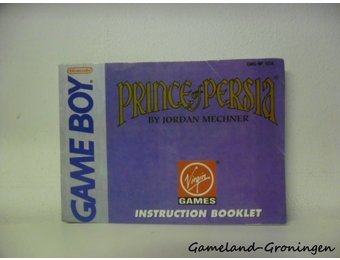 Nintendo
GAME BOY
PRINCE of PERSIA
BY JORDAN MECHNER
Virgin
GAMES
INSTRUCTION BOOKLET
Gameland-Groningen